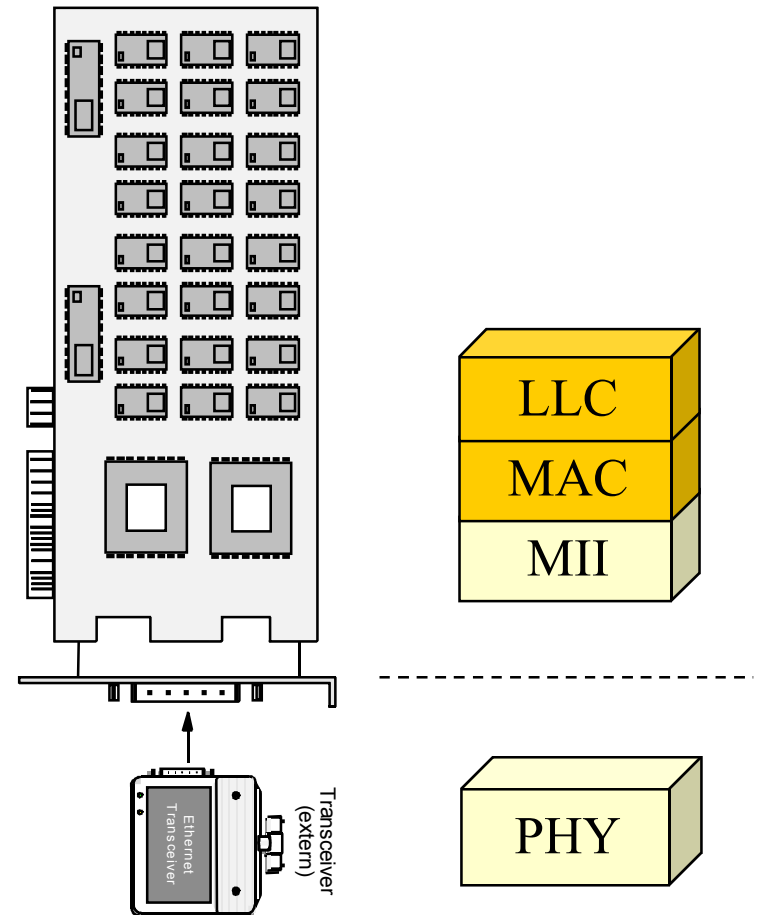 LLC
MAC
MII
PHY
Transceiver
(extern)
Ethernet
Transceiver